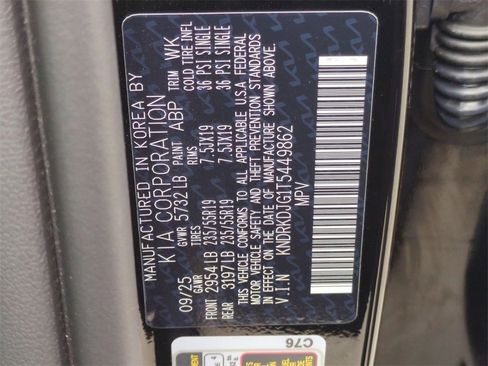 MANUFACTURED IN KOREA BY
KIA CORPORATION
09/25 GVWR 5732 LB ABP TRIM WK
GAWR TIRES RIMS COLD TIRE INFL
FRONT 2954 LB 235/55R19 7.5JX19 36 PSI SINGLE
REAR 3197 LB 235/55R19 7.5JX19 36 PSI SINGLE
THIS VEHICLE CONFORMS TO ALL APPLICABLE U.S.A FEDERAL
MOTOR VEHICLE SAFETY AND THEFT PREVENTION STANDARDS
IN EFFECT ON THE DATE OF MANUFACTURE SHOWN ABOVE.
V.I.N KNDRKDJG1T5449862
MPV
C76